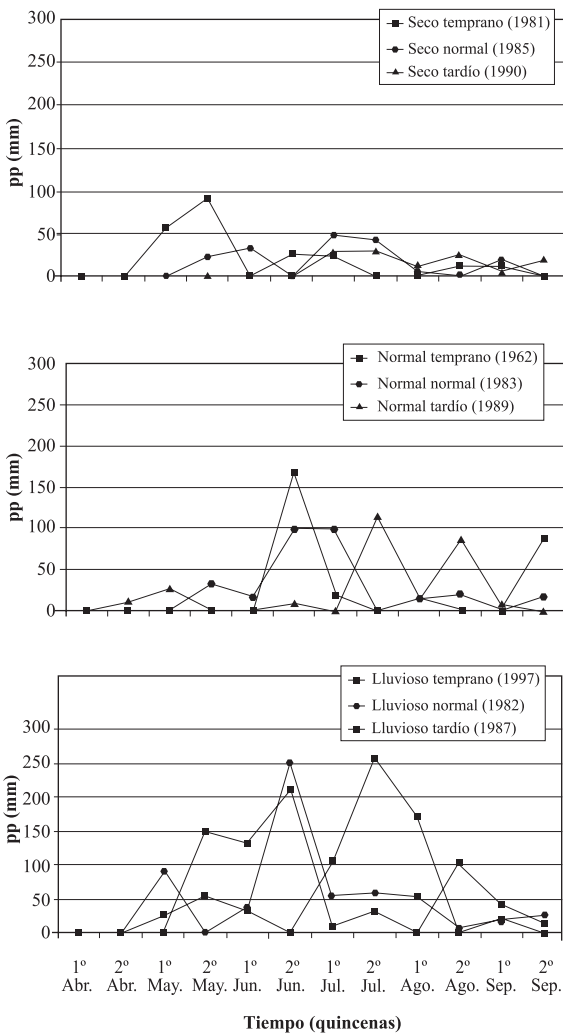 300
250
200
150
100
50
0
pp (mm)
Seco temprano (1981)
Seco normal (1985)
Seco tardío (1990)
300
250
200
150
100
50
0
pp (mm)
Normal temprano (1962)
Normal normal (1983)
Normal tardío (1989)
300
250
200
150
100
50
0
pp (mm)
Lluvioso temprano (1997)
Lluvioso normal (1982)
Lluvioso tardío (1987)
1º 2º 1º 2º 1º 2º 1º 2º 1º 2º 1º 2º
Abr. Abr. May. May. Jun. Jun. Jul. Jul. Ago. Ago. Sep. Sep.
Tiempo (quincenas)